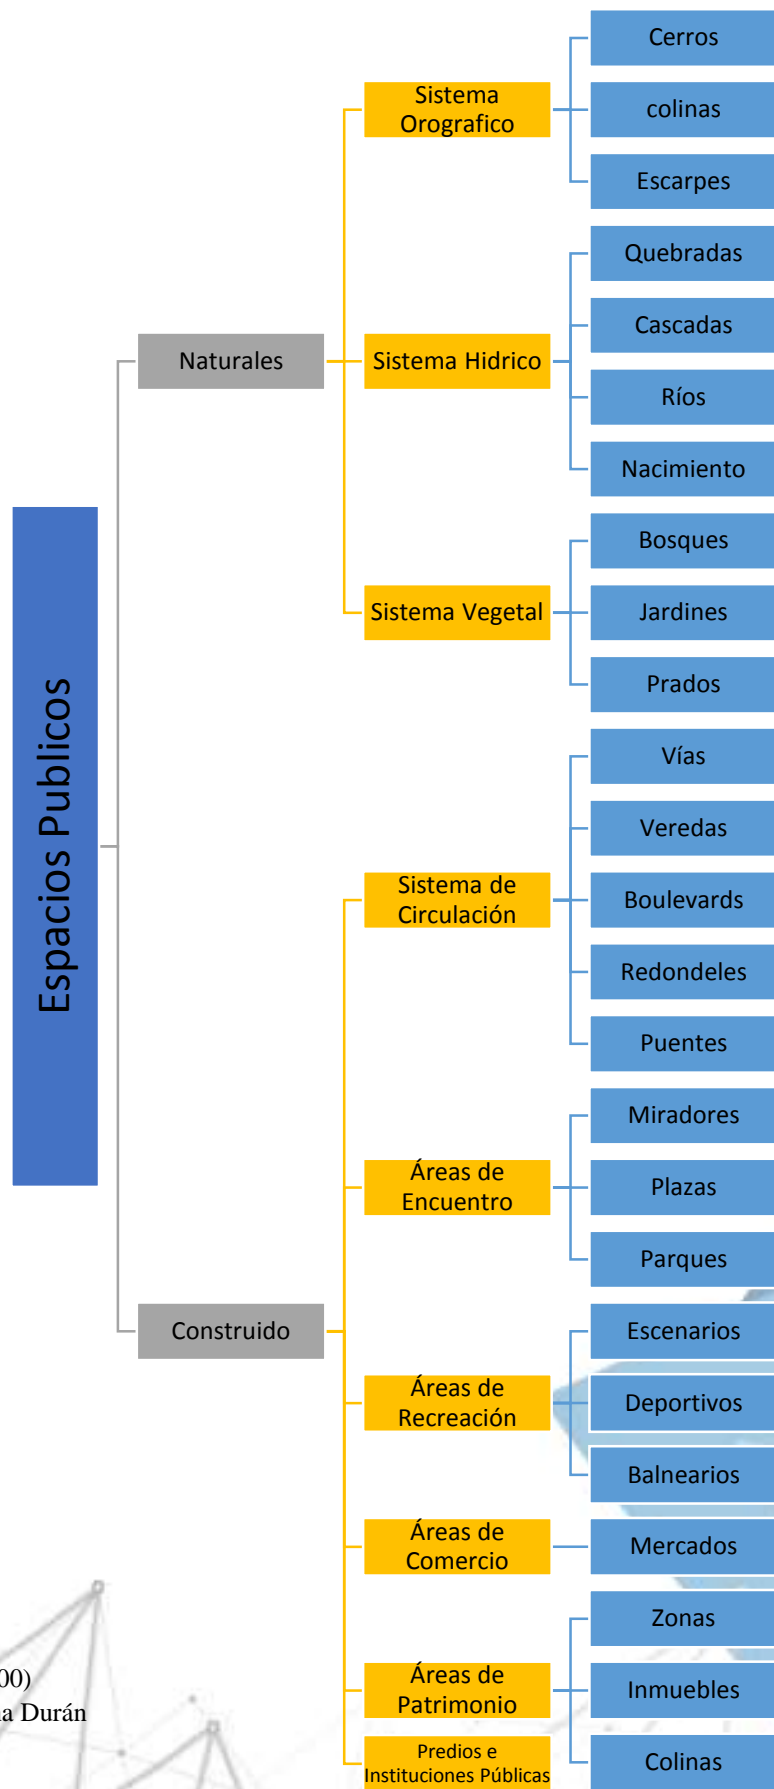 Espacios Publicos
Naturales
Sistema
Orografico
Cerros
colinas
Escarpes
Sistema Hidrico
Quebradas
Cascadas
Ríos
Nacimiento
Sistema Vegetal
Bosques
Jardines
Prados
Construido
Sistema de
Circulación
Vías
Veredas
Boulevards
Redondeles
Puentes
Áreas de
Encuentro
Miradores
Plazas
Parques
Áreas de
Recreación
Escenarios
Deportivos
Balnearios
Áreas de
Comercio
Mercados
Áreas de
Patrimonio
Zonas
Inmuebles
Colinas
Predios e
Instituciones Públicas
00)
Durán